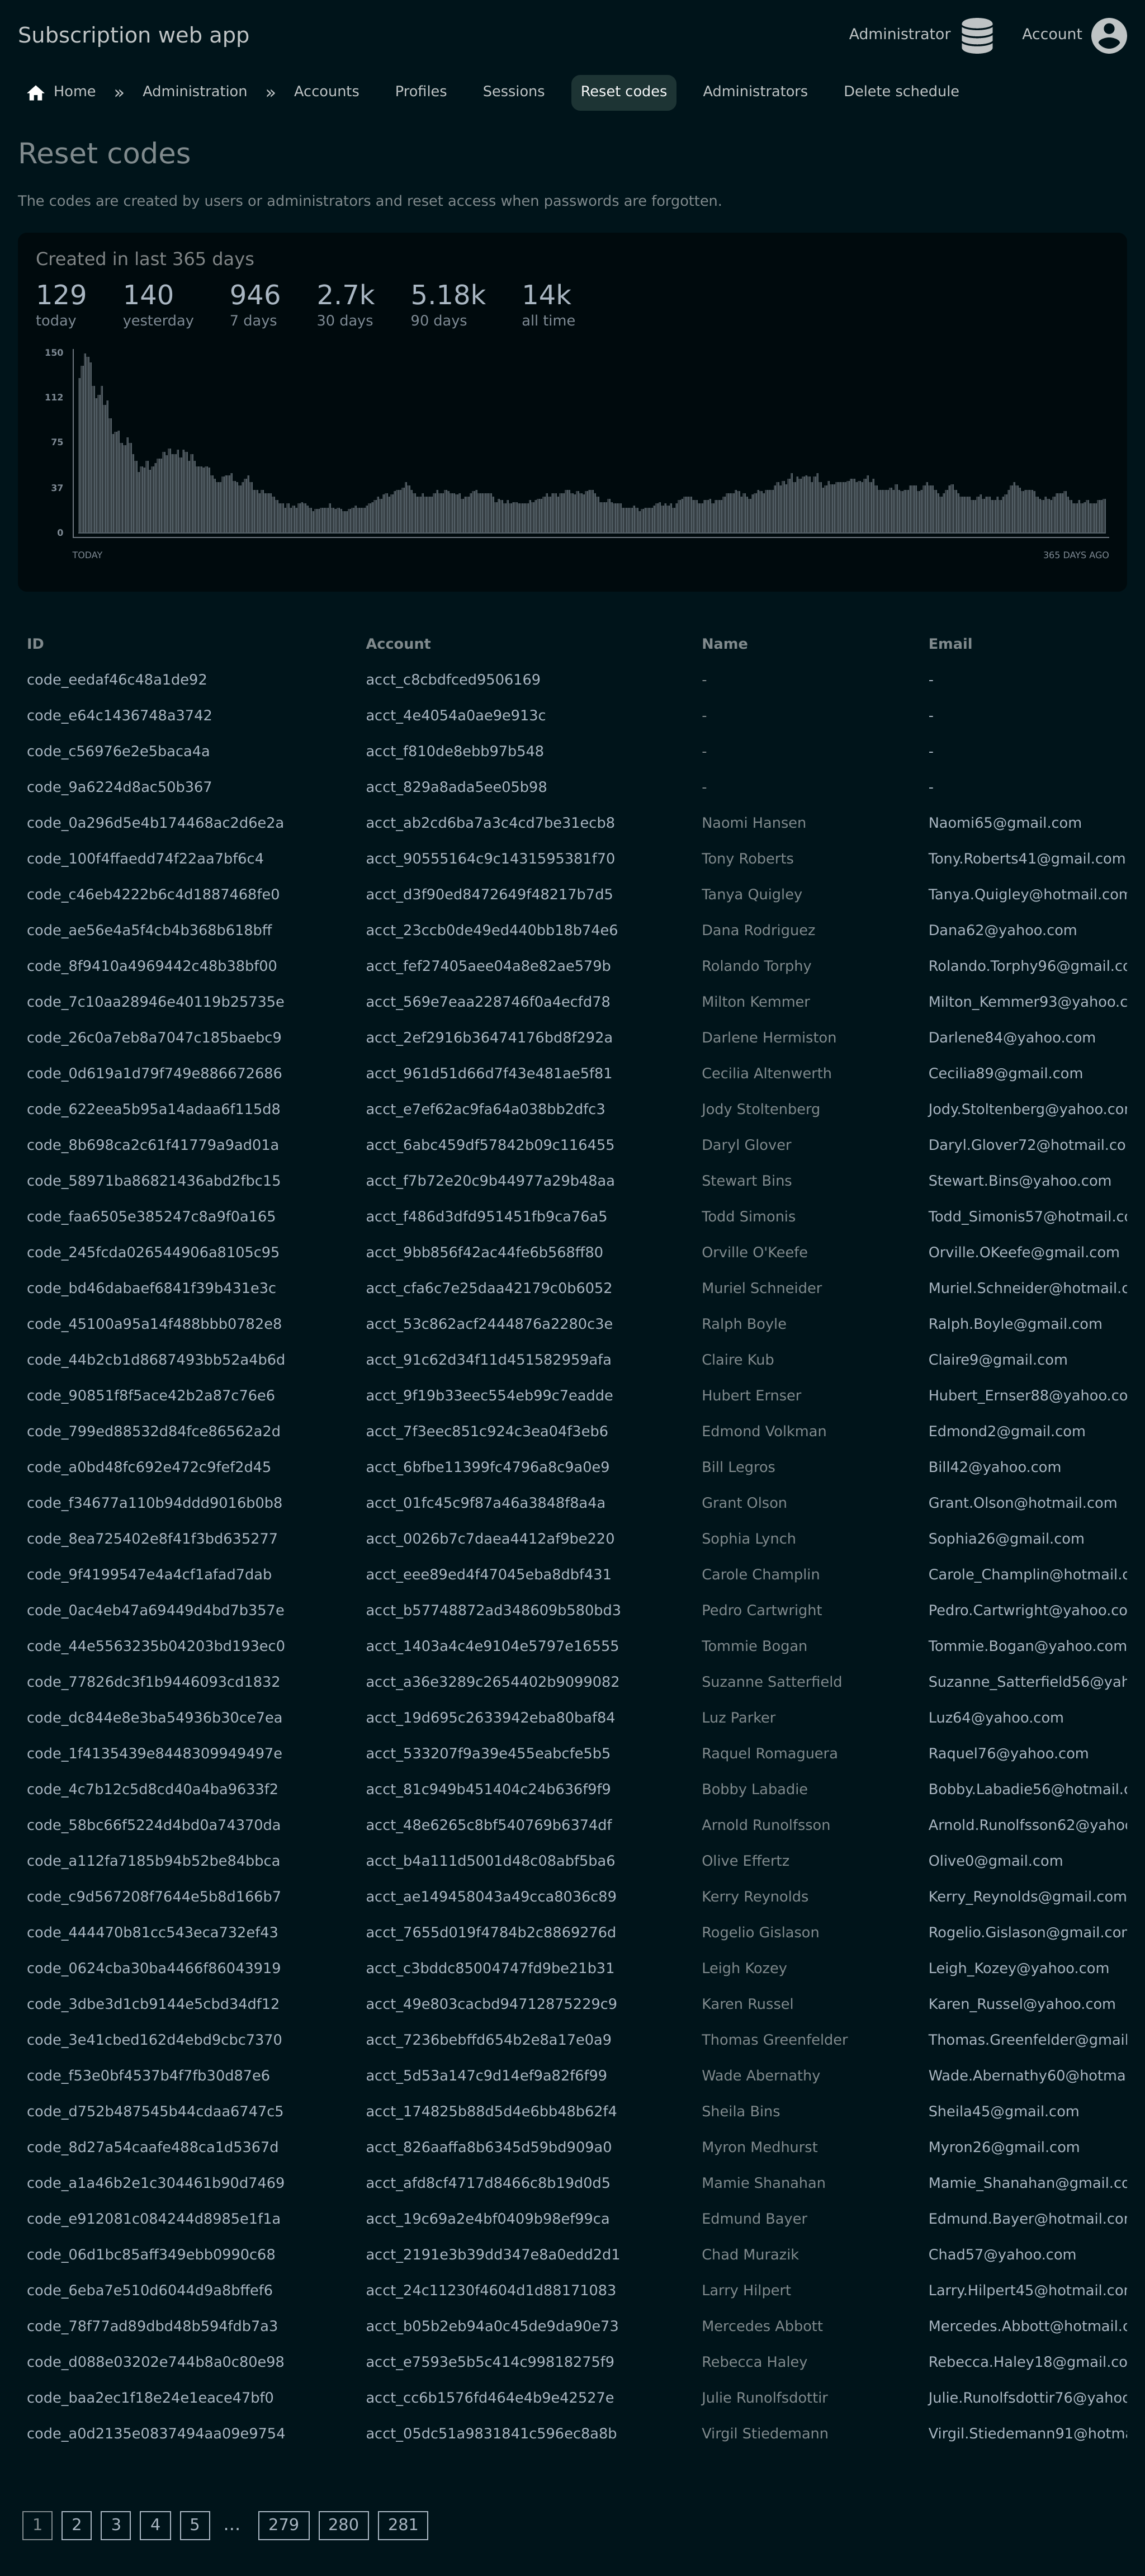 Subscription web app
Administrator Account
Home » Administration » Accounts Profiles Sessions Reset codes Administrators Delete schedule
Reset codes
The codes are created by users or administrators and reset access when passwords are forgotten.
Created in last 365 days
129 140 946 2.7k 5.18k 14k
today yesterday 7 days 30 days 90 days all time
150
112
75
37
0
TODAY 365 DAYS AGO
ID Account Name Email
code_eedaf46c48a1de92 acct_c8cbdfced9506169 - -
code_e64c1436748a3742 acct_4e4054a0ae9e913c - -
code_c56976e2e5baca4a acct_f810de8ebb97b548 - -
code_9a6224d8ac50b367 acct_829a8ada5ee05b98 - -
code_0a296d5e4b174468ac2d6e2a acct_ab2cd6ba7a3c4cd7be31ecb8 Naomi Hansen Naomi65@gmail.com
code_100f4ffaedd74f22aa7bf6c4 acct_90555164c9c1431595381f70 Tony Roberts Tony.Roberts41@gmail.com
code_c46eb4222b6c4d1887468fe0 acct_d3f90ed8472649f48217b7d5 Tanya Quigley Tanya.Quigley@hotmail.com
code_ae56e4a5f4cb4b368b618bff acct_23ccb0de49ed440bb18b74e6 Dana Rodriguez Dana62@yahoo.com
code_8f9410a4969442c48b38bf00 acct_fef27405aee04a8e82ae579b Rolando Torphy Rolando.Torphy96@gmail.co
code_7c10aa28946e40119b25735e acct_569e7eaa228746f0a4ecfd78 Milton Kemmer Milton_Kemmer93@yahoo.c
code_26c0a7eb8a7047c185baebc9 acct_2ef2916b36474176bd8f292a Darlene Hermiston Darlene84@yahoo.com
code_0d619a1d79f749e886672686 acct_961d51d66d7f43e481ae5f81 Cecilia Altenwerth Cecilia89@gmail.com
code_622eea5b95a14adaa6f115d8 acct_e7ef62ac9fa64a038bb2dfc3 Jody Stoltenberg Jody.Stoltenberg@yahoo.com
code_8b698ca2c61f41779a9ad01a acct_6abc459df57842b09c116455 Daryl Glover Daryl.Glover72@hotmail.co
code_58971ba86821436abd2fbc15 acct_f7b72e20c9b44977a29b48aa Stewart Bins Stewart.Bins@yahoo.com
code_faa6505e385247c8a9f0a165 acct_f486d3dfd951451fb9ca76a5 Todd Simonis Todd_Simonis57@hotmail.co
code_245fcda026544906a8105c95 acct_9bb856f42ac44fe6b568ff80 Orville O'Keefe Orville.OKeefe@gmail.com
code_bd46dabaef6841f39b431e3c acct_cfa6c7e25daa42179c0b6052 Muriel Schneider Muriel.Schneider@hotmail.c
code_45100a95a14f488bbb0782e8 acct_53c862acf2444876a2280c3e Ralph Boyle Ralph.Boyle@gmail.com
code_44b2cb1d8687493bb52a4b6d acct_91c62d34f11d451582959afa Claire Kub Claire9@gmail.com
code_90851f8f5ace42b2a87c76e6 acct_9f19b33eec554eb99c7eadde Hubert Ernser Hubert_Ernser88@yahoo.co
code_799ed88532d84fce86562a2d acct_7f3eec851c924c3ea04f3eb6 Edmond Volkman Edmond2@gmail.com
code_a0bd48fc692e472c9fef2d45 acct_6bfbe11399fc4796a8c9a0e9 Bill Legros Bill42@yahoo.com
code_f34677a110b94ddd9016b0b8 acct_01fc45c9f87a46a3848f8a4a Grant Olson Grant.Olson@hotmail.com
code_8ea725402e8f41f3bd635277 acct_0026b7c7daea4412af9be220 Sophia Lynch Sophia26@gmail.com
code_9f4199547e4a4cf1afad7dab acct_eee89ed4f47045eba8dbf431 Carole Champlin Carole_Champlin@hotmail.c
code_0ac4eb47a69449d4bd7b357e acct_b57748872ad348609b580bd3 Pedro Cartwright Pedro.Cartwright@yahoo.co
code_44e5563235b04203bd193ec0 acct_1403a4c4e9104e5797e16555 Tommie Bogan Tommie.Bogan@yahoo.com
code_77826dc3f1b9446093cd1832 acct_a36e3289c2654402b9099082 Suzanne Satterfield Suzanne_Satterfield56@yah
code_dc844e8e3ba54936b30ce7ea acct_19d695c2633942eba80baf84 Luz Parker Luz64@yahoo.com
code_1f4135439e8448309949497e acct_533207f9a39e455eabcfe5b5 Raquel Romaguera Raquel76@yahoo.com
code_4c7b12c5d8cd40a4ba9633f2 acct_81c949b451404c24b636f9f9 Bobby Labadie Bobby.Labadie56@hotmail.c
code_58bc66f5224d4bd0a74370da acct_48e6265c8bf540769b6374df Arnold Runolfsson Arnold.Runolfsson62@yahoo
code_a112fa7185b94b52be84bbca acct_b4a111d5001d48c08abf5ba6 Olive Effertz Olive0@gmail.com
code_c9d567208f7644e5b8d166b7 acct_ae149458043a49cca8036c89 Kerry Reynolds Kerry_Reynolds@gmail.com
code_444470b81cc543eca732ef43 acct_7655d019f4784b2c8869276d Rogelio Gislason Rogelio.Gislason@gmail.com
code_0624cba30ba4466f86043919 acct_c3bddc85004747fd9be21b31 Leigh Kozey Leigh_Kozey@yahoo.com
code_3dbe3d1cb9144e5cbd34df12 acct_49e803cacbd94712875229c9 Karen Russel Karen_Russel@yahoo.com
code_3e41cbed162d4ebd9cbc7370 acct_7236bebffd654b2e8a17e0a9 Thomas Greenfelder Thomas.Greenfelder@gmail
code_f53e0bf4537b4f7fb30d87e6 acct_5d53a147c9d14ef9a82f6f99 Wade Abernathy Wade.Abernathy60@hotma
code_d752b487545b44cdaa6747c5 acct_174825b88d5d4e6bb48b62f4 Sheila Bins Sheila45@gmail.com
code_8d27a54caafe488ca1d5367d acct_826aaffa8b6345d59bd909a0 Myron Medhurst Myron26@gmail.com
code_a1a46b2e1c304461b90d7469 acct_afd8cf4717d8466c8b19d0d5 Mamie Shanahan Mamie_Shanahan@gmail.co
code_e912081c084244d8985e1f1a acct_19c69a2e4bf0409b98ef99ca Edmund Bayer Edmund.Bayer@hotmail.com
code_06d1bc85aff349ebb0990c68 acct_2191e3b39dd347e8a0edd2d1 Chad Murazik Chad57@yahoo.com
code_6eba7e510d6044d9a8bffef6 acct_24c11230f4604d1d88171083 Larry Hilpert Larry.Hilpert45@hotmail.com
code_78f77ad89dbd48b594fdb7a3 acct_b05b2eb94a0c45de9da90e73 Mercedes Abbott Mercedes.Abbott@hotmail.c
code_d088e03202e744b8a0c80e98 acct_e7593e5b5c414c99818275f9 Rebecca Haley Rebecca.Haley18@gmail.co
code_baa2ec1f18e24e1eace47bf0 acct_cc6b1576fd464e4b9e42527e Julie Runolfsdottir Julie.Runolfsdottir76@yahoo
code_a0d2135e0837494aa09e9754 acct_05dc51a9831841c596ec8a8b Virgil Stiedemann Virgil.Stiedemann91@hotma
1 2 3 4 5 … 279 280 281